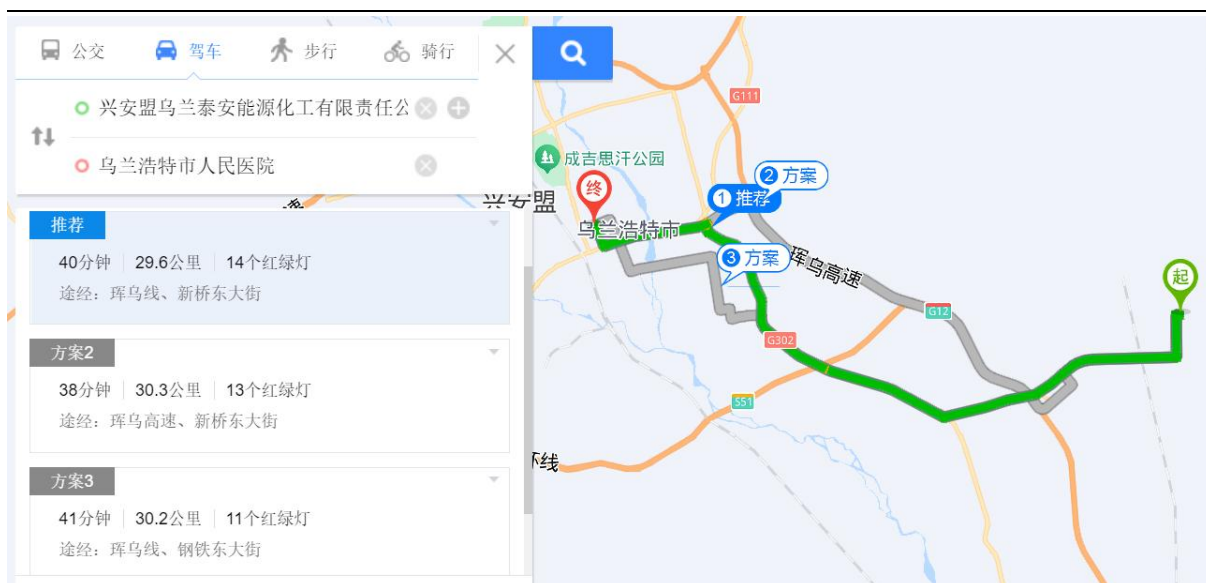 公交
驾车
步行
骑行
兴安盟乌兰泰安能源化工有限责任公
乌兰浩特市人民医院
推荐
40分钟 29.6公里 14个红绿灯
途经：珲乌线、新桥东大街
方案2
38分钟 30.3公里 13个红绿灯
途经：珲乌高速、新桥东大街
方案3
41分钟 30.2公里 11个红绿灯
途经：珲乌线、钢铁东大街
G111
成吉思汗公园
2 方案
终
1 推荐
兴安盟
乌兰浩特市
3 方案
珲乌高速
起
G12
G302
S51
环线